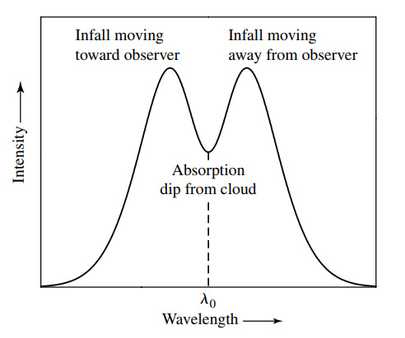 Infall moving
toward observer
Infall moving
away from observer
Intensity
Absorption
dip from cloud
λ0
Wavelength